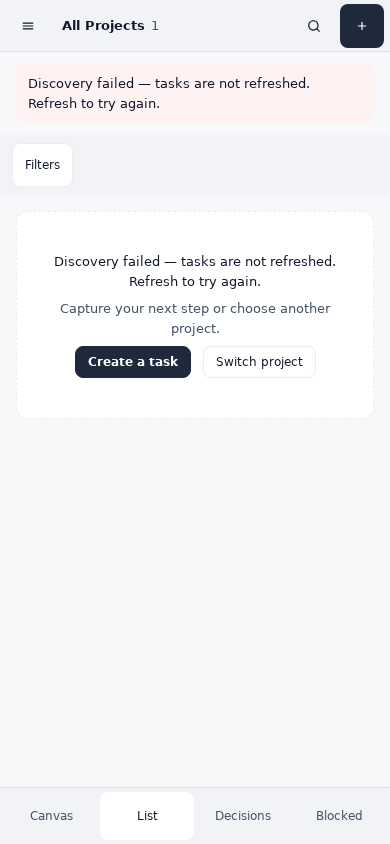 All Projects 1
Discovery failed — tasks are not refreshed.
Refresh to try again.
Filters
Discovery failed — tasks are not refreshed.
Refresh to try again.
Capture your next step or choose another
project.
Create a task Switch project
Canvas List Decisions Blocked